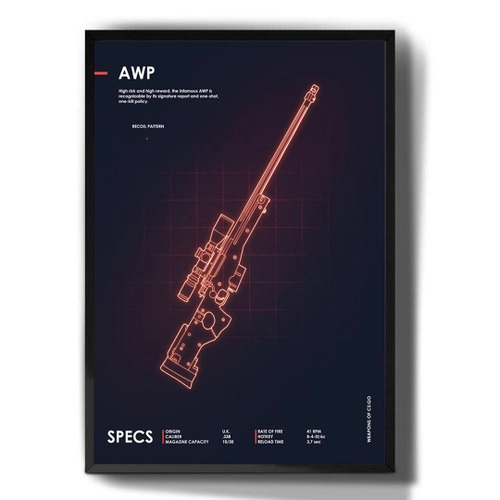 AWP
High risk and high reward, the infamous AWP is
recognizable by its signature report and one-shot,
one-kill policy.
RECOIL PATTERN
SPECS
ORIGIN U.K.
CALIBER .338
MAGAZINE CAPACITY 10/30
RATE OF FIRE 41 RPM
HOTKEY
RELOAD TIME 3.7 sec
WEAPONS OF CS:GO